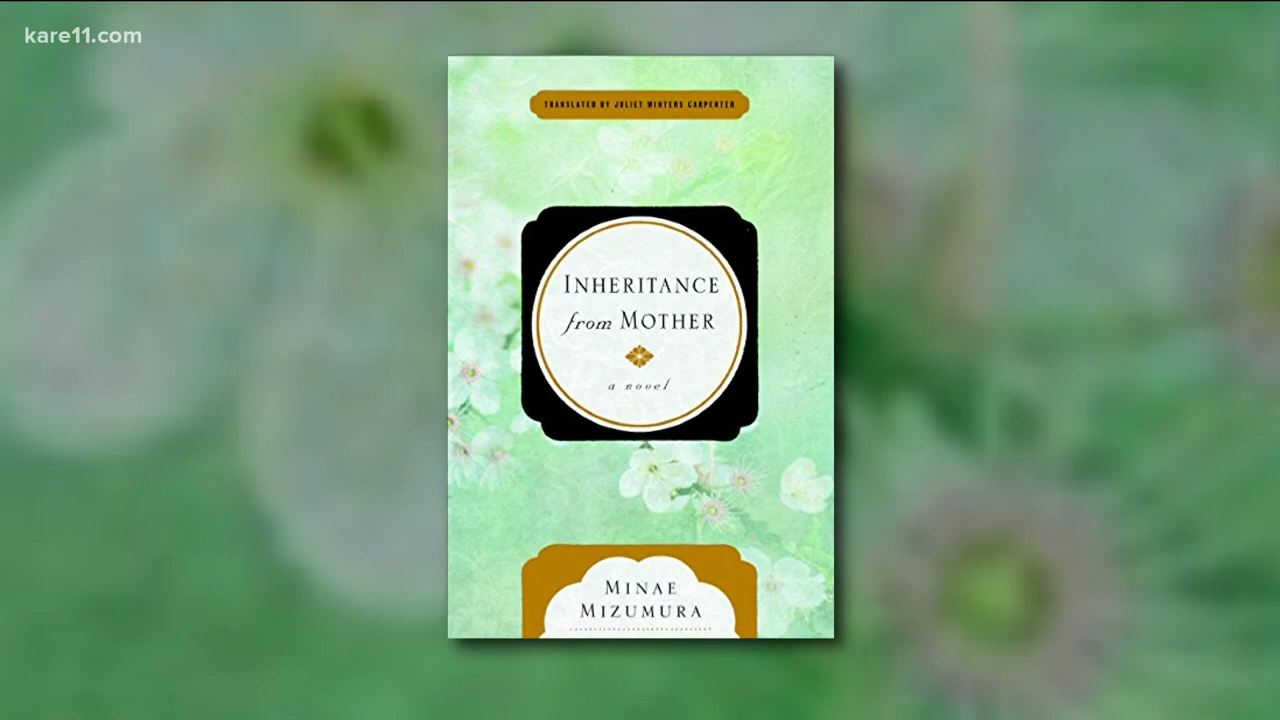 kare11.com
TRANSLATED BY JULIET WINTERS CARPENTER
INHERITANCE
from MOTHER
a novel
MINAE
MIZUMURA